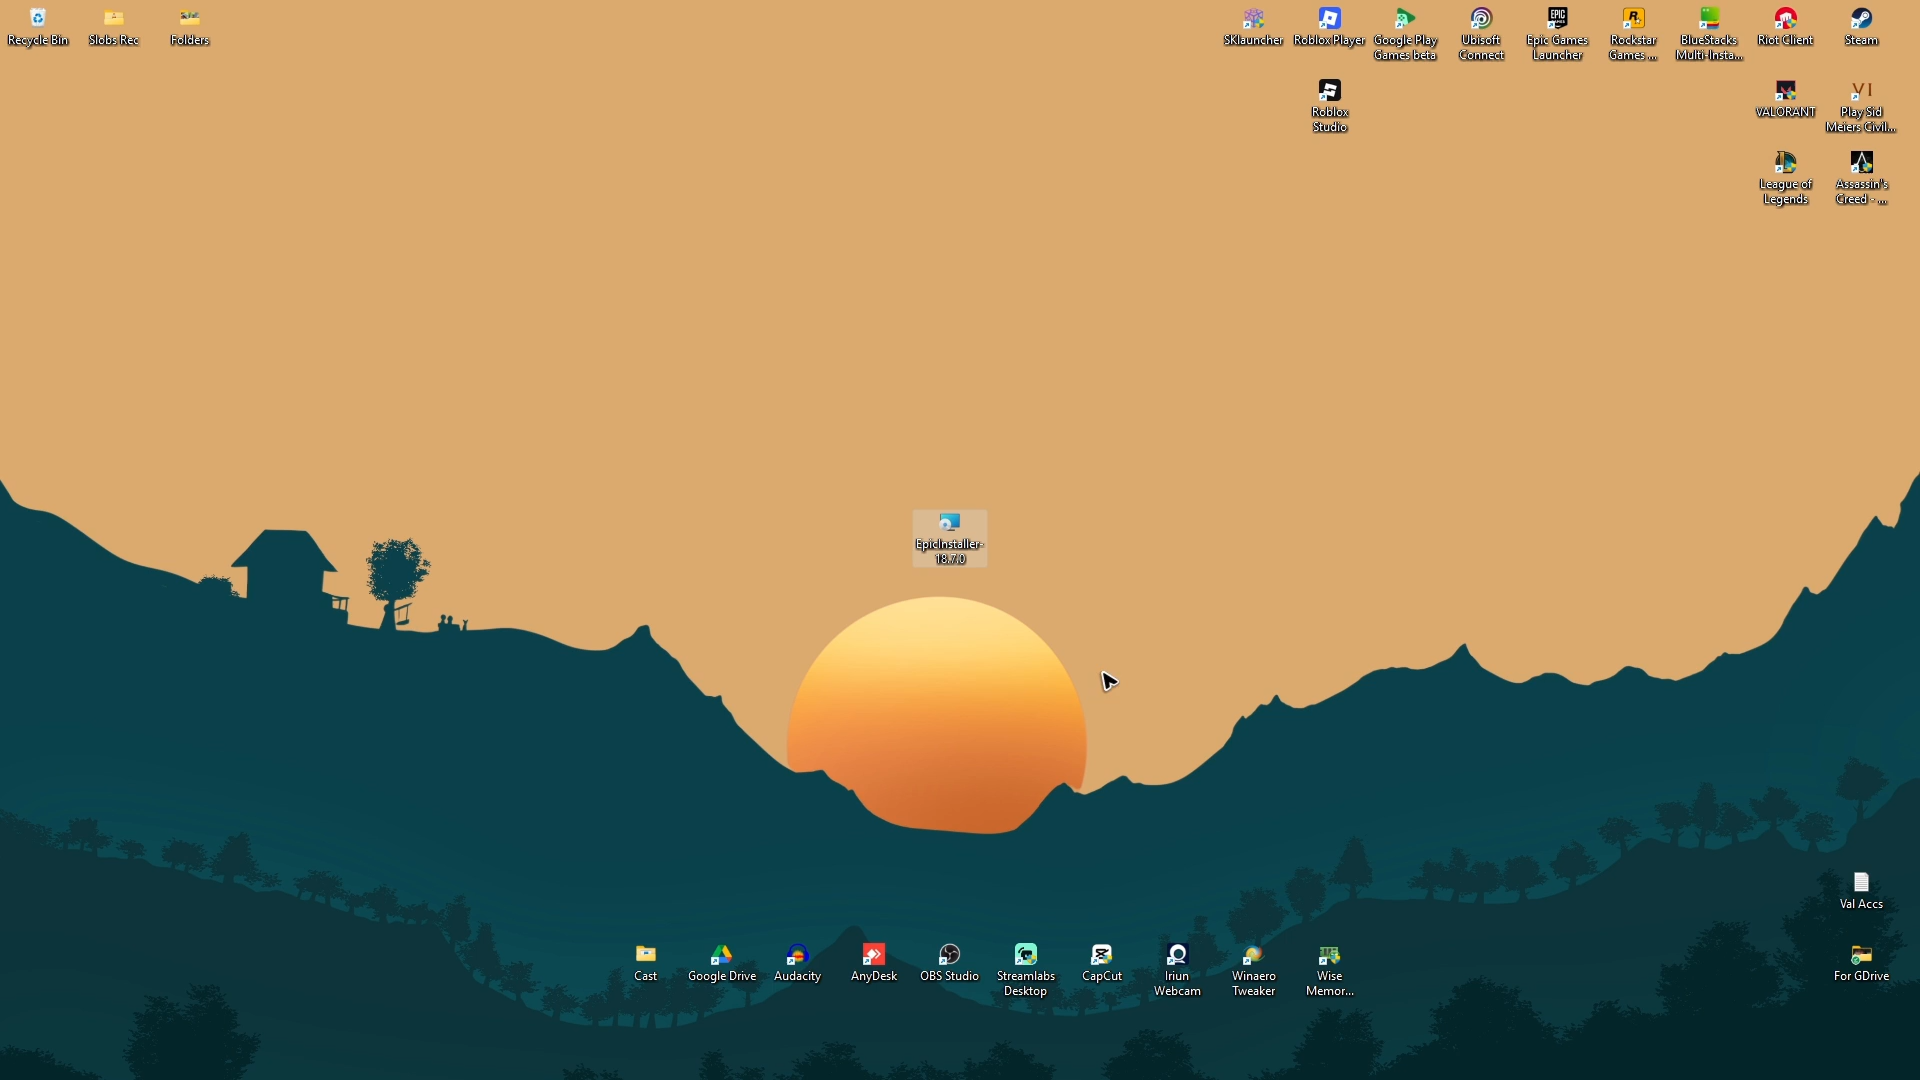 Recycle Bin
Slobs Rec
Folders
SKlauncher
Roblox Player
Google Play
Games beta
Ubisoft
Connect
EPIC
GAMES
Epic Games
Launcher
Rockstar
Games ...
BlueStacks
Multi-Insta...
Riot Client
Steam
Roblox
Studio
VALORANT
VI
Play Sid
Meiers Civil...
League of
Legends
Assassin's
Creed - ...
EpicInstaller-
18.7.0
Val Accs
Cast
Google Drive
Audacity
AnyDesk
OBS Studio
Streamlabs
Desktop
CapCut
Iriun
Webcam
Winaero
Tweaker
Wise
Memor...
For GDrive